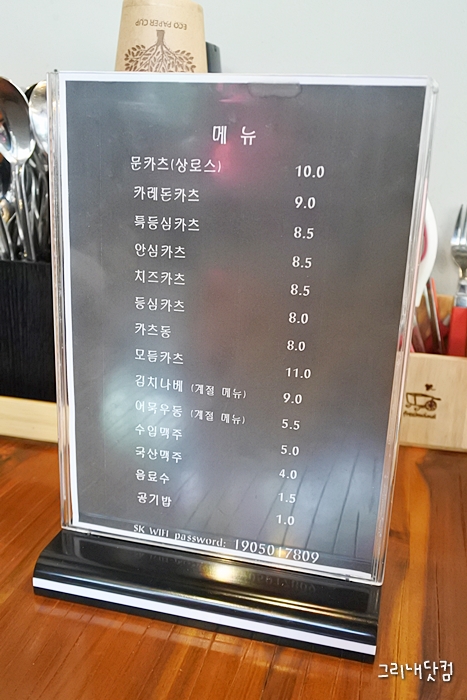 ECO PAPER CUP
메뉴
문카츠(상로스) 10.0
카레돈카츠 9.0
특등심카츠 8.5
안심카츠 8.5
치즈카츠 8.5
등심카츠 8.0
카츠동 8.0
모듬카츠 11.0
김치나베 (계절 메뉴) 9.0
어묵우동 (계절 메뉴) 5.5
수입맥주 5.0
국산맥주 4.0
음료수 1.5
공기밥 1.0
SK WIFI password: 1905017809
그리내닷컴